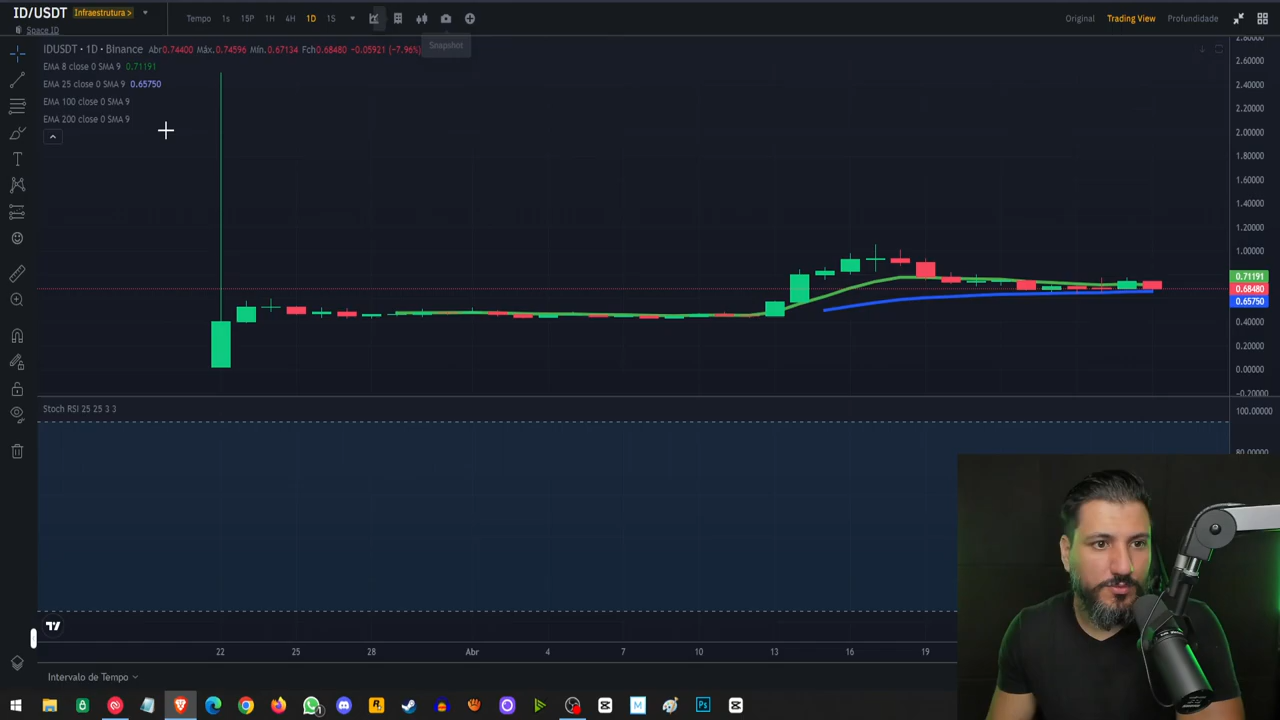 ID/USDT Infraestrutura >
Space ID
Tempo 1s 15P 1H 4H 1D 1S
Original Trading View Profundidade
Snapshot
IDUSDT · 1D · Binance Abr0.74400 Máx.0.74596 Mín.0.67134 Fch0.68480 -0.05921 (-7.96%)
EMA 8 close 0 SMA 9 0.71191
EMA 25 close 0 SMA 9 0.65750
EMA 100 close 0 SMA 9
EMA 200 close 0 SMA 9
2.80000
2.60000
2.40000
2.20000
2.00000
1.80000
1.60000
1.40000
1.20000
1.00000
0.71191
0.68480
0.65750
0.40000
0.20000
0.00000
-0.20000
Stoch RSI 25 25 3 3
100.00000
80.00000
22 25 28 Abr 4 7 10 13 16 19
Intervalo de Tempo